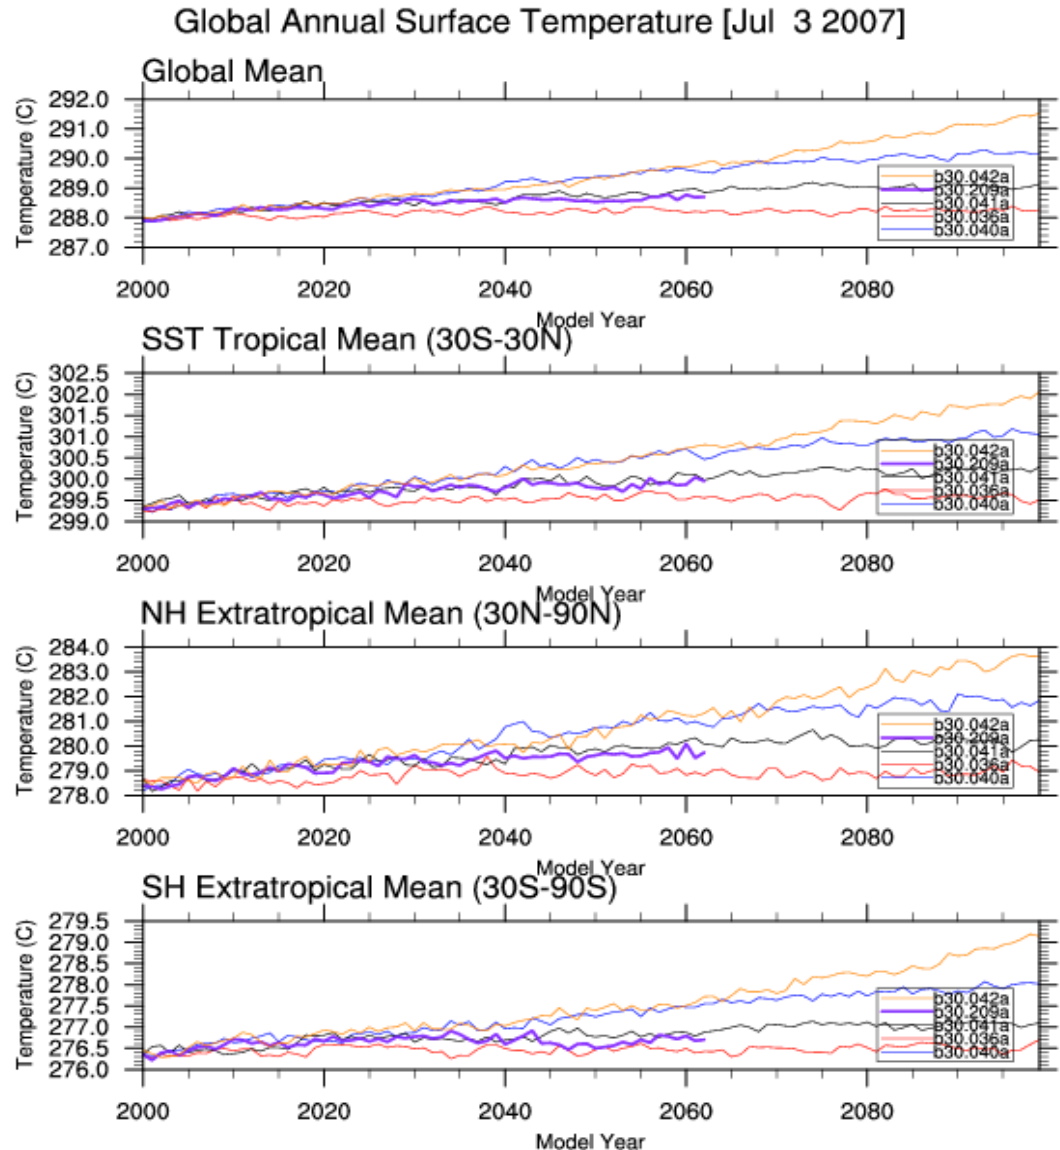 Global Annual Surface Temperature [Jul  3 2007]
Global Mean
Temperature (C)
292.0
291.0
290.0
289.0
288.0
287.0
b30.042a
b30.209a
b30.041a
b30.036a
b30.040a
2000 2020 2040 2060 2080
Model Year
SST Tropical Mean (30S-30N)
Temperature (C)
302.5
302.0
301.5
301.0
300.5
300.0
299.5
299.0
b30.042a
b30.209a
b30.041a
b30.036a
b30.040a
2000 2020 2040 2060 2080
Model Year
NH Extratropical Mean (30N-90N)
Temperature (C)
284.0
283.0
282.0
281.0
280.0
279.0
278.0
b30.042a
b30.209a
b30.041a
b30.036a
b30.040a
2000 2020 2040 2060 2080
Model Year
SH Extratropical Mean (30S-90S)
Temperature (C)
279.5
279.0
278.5
278.0
277.5
277.0
276.5
276.0
b30.042a
b30.209a
b30.041a
b30.036a
b30.040a
2000 2020 2040 2060 2080
Model Year